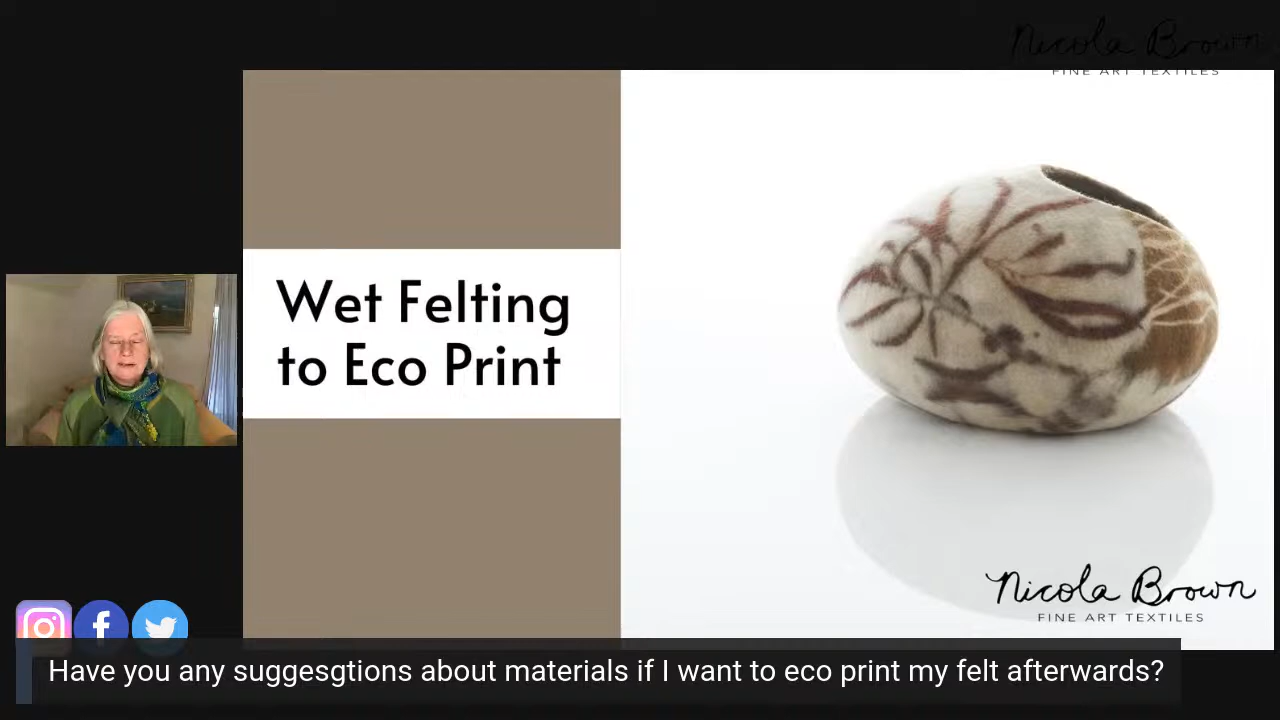 Nicola Brown
FINE ART TEXTILES
Wet Felting
to Eco Print
Nicola Brown
FINE ART TEXTILES
Have you any suggesgtions about materials if I want to eco print my felt afterwards?